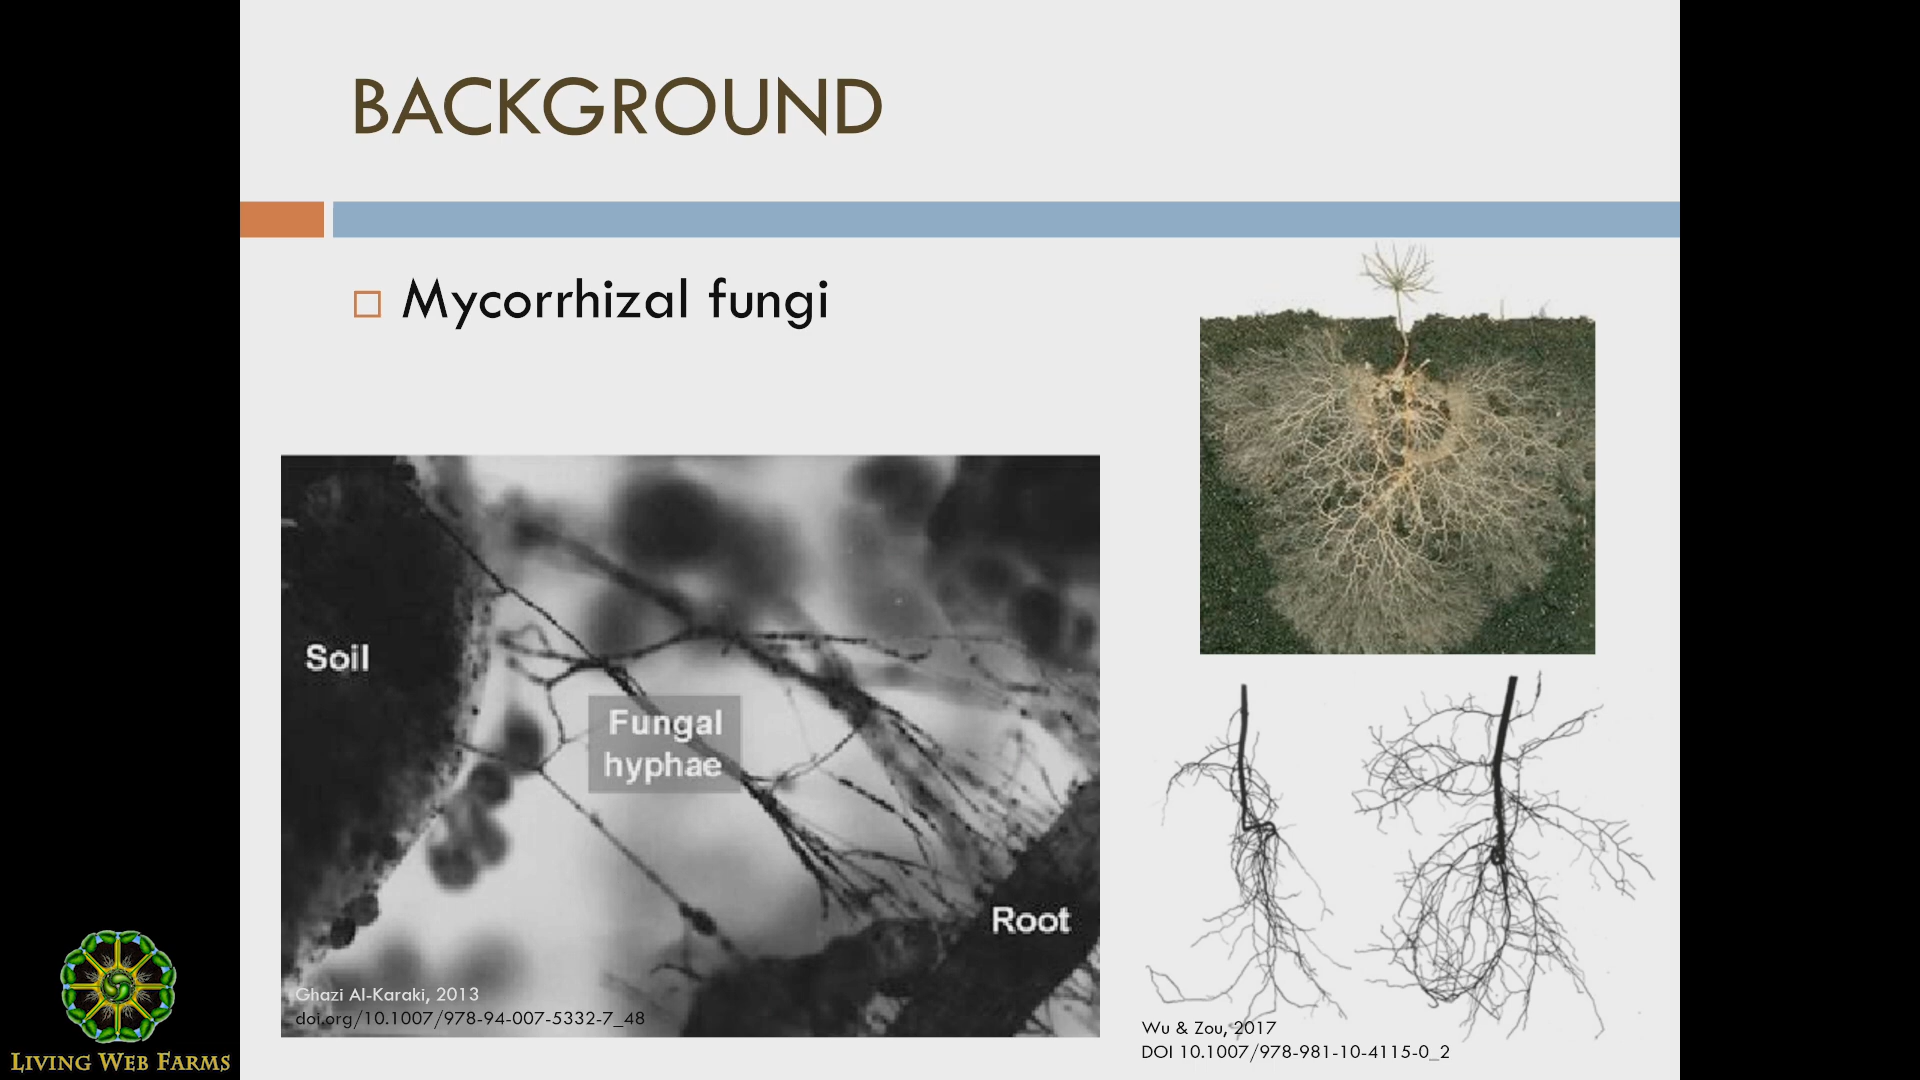 BACKGROUND
Mycorrhizal fungi
Soil
Fungal
hyphae
Root
Ghazi Al-Karaki, 2013
doi.org/10.1007/978-94-007-5332-7_48
Wu & Zou, 2017
DOI 10.1007/978-981-10-4115-0_2
LIVING WEB FARMS